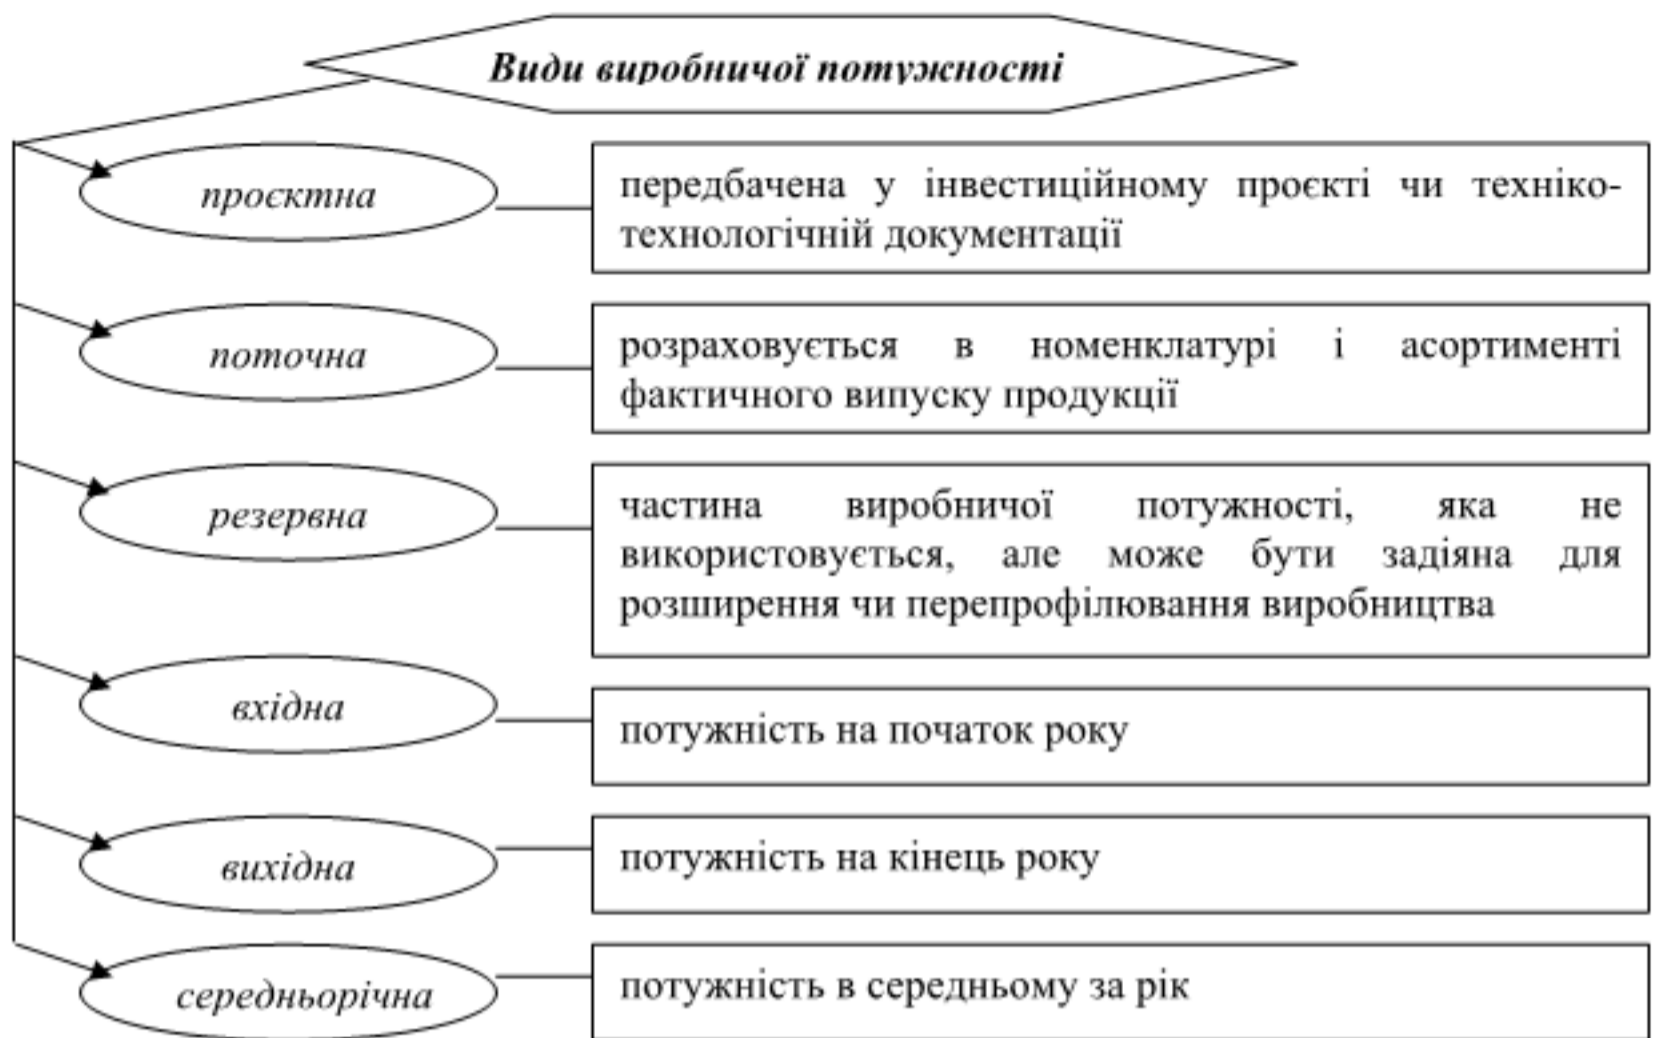 Види виробничої потужності
проєктна
передбачена у інвестиційному проєкті чи техніко-
технологічній документації
поточна
розраховується в номенклатурі і асортименті
фактичного випуску продукції
резервна
частина виробничої потужності, яка не
використовується, але може бути задіяна для
розширення чи перепрофілювання виробництва
вхідна
потужність на початок року
вихідна
потужність на кінець року
середньорічна
потужність в середньому за рік